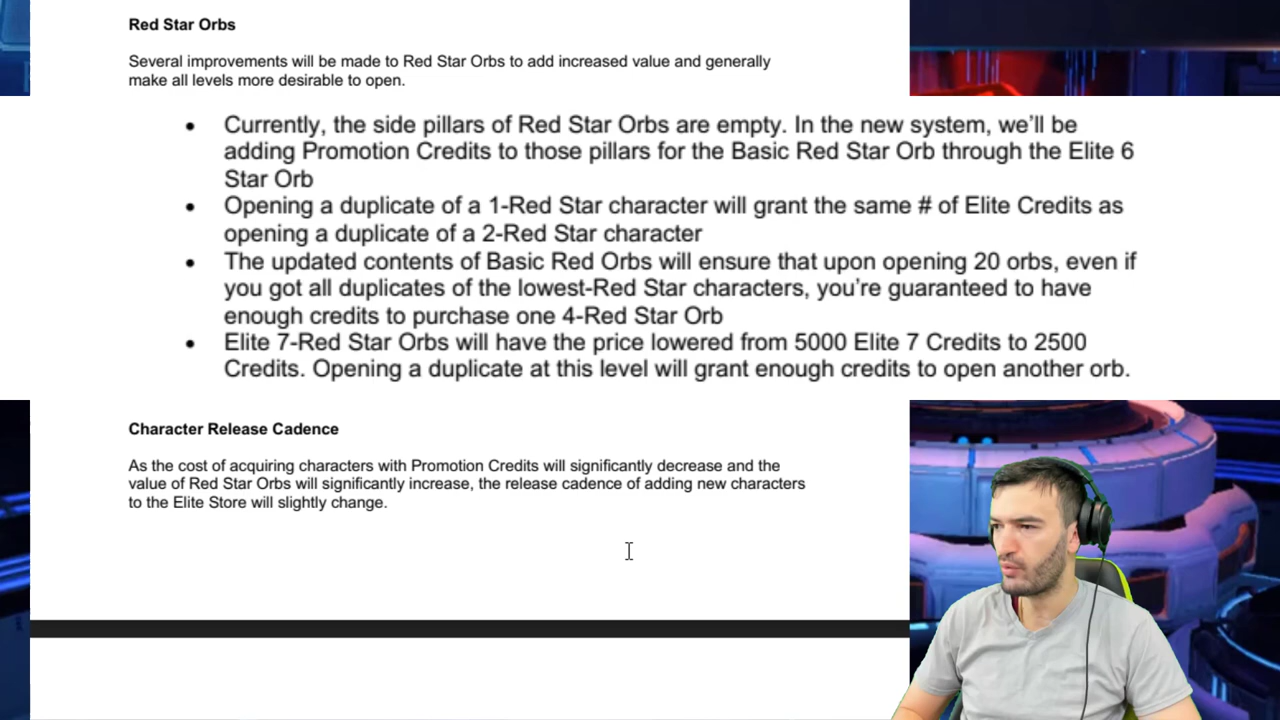 Red Star Orbs
Several improvements will be made to Red Star Orbs to add increased value and generally
make all levels more desirable to open.
• Currently, the side pillars of Red Star Orbs are empty. In the new system, we’ll be
adding Promotion Credits to those pillars for the Basic Red Star Orb through the Elite 6
Star Orb
• Opening a duplicate of a 1-Red Star character will grant the same # of Elite Credits as
opening a duplicate of a 2-Red Star character
• The updated contents of Basic Red Orbs will ensure that upon opening 20 orbs, even if
you got all duplicates of the lowest-Red Star characters, you’re guaranteed to have
enough credits to purchase one 4-Red Star Orb
• Elite 7-Red Star Orbs will have the price lowered from 5000 Elite 7 Credits to 2500
Credits. Opening a duplicate at this level will grant enough credits to open another orb.
Character Release Cadence
As the cost of acquiring characters with Promotion Credits will significantly decrease and the
value of Red Star Orbs will significantly increase, the release cadence of adding new characters
to the Elite Store will slightly change.